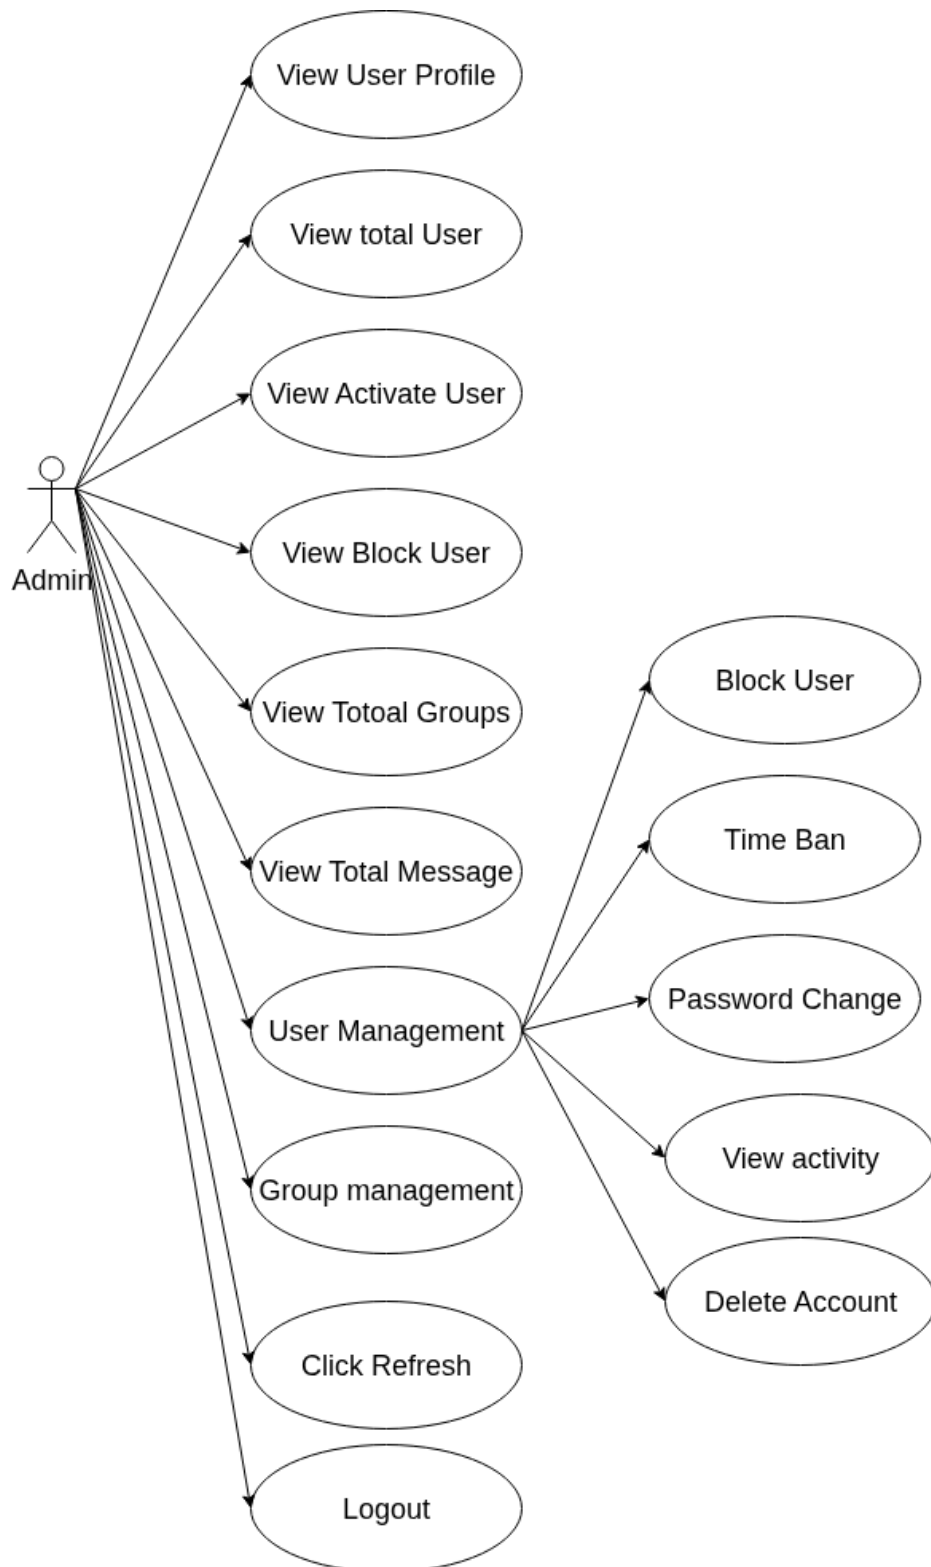 View User Profile
View total User
View Activate User
View Block User
Admin
View Totoal Groups
Block User
View Total Message
Time Ban
User Management
Password Change
Group management
View activity
Delete Account
Click Refresh
Logout